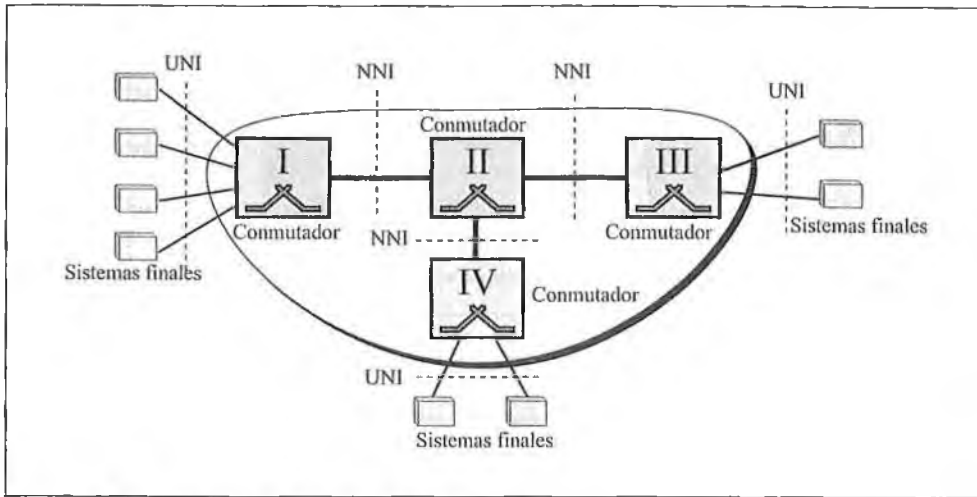 UNI
NNI
NNI
UNI
Conmutador
I
II
III
Conmutador
NNI
Conmutador
Sistemas finales
Sistemas finales
IV
Conmutador
UNI
Sistemas finales